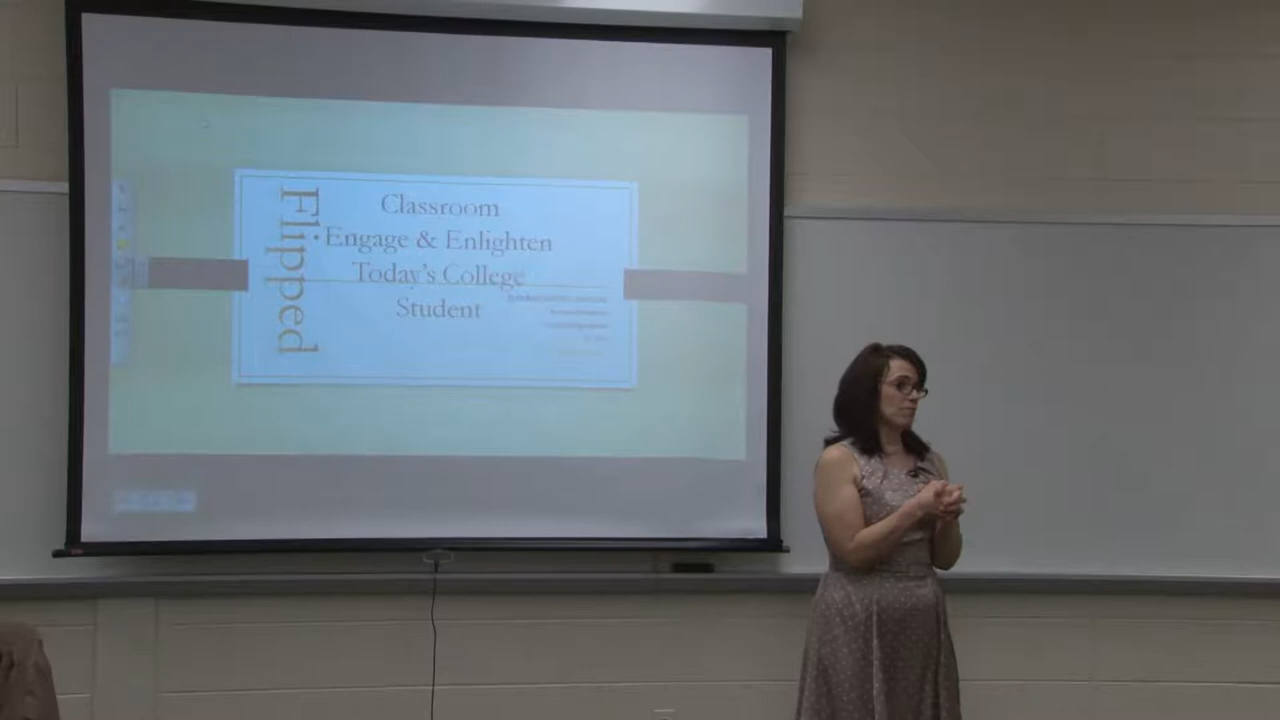 Flipped
Classroom
Engage & Enlighten
Today's College
Student